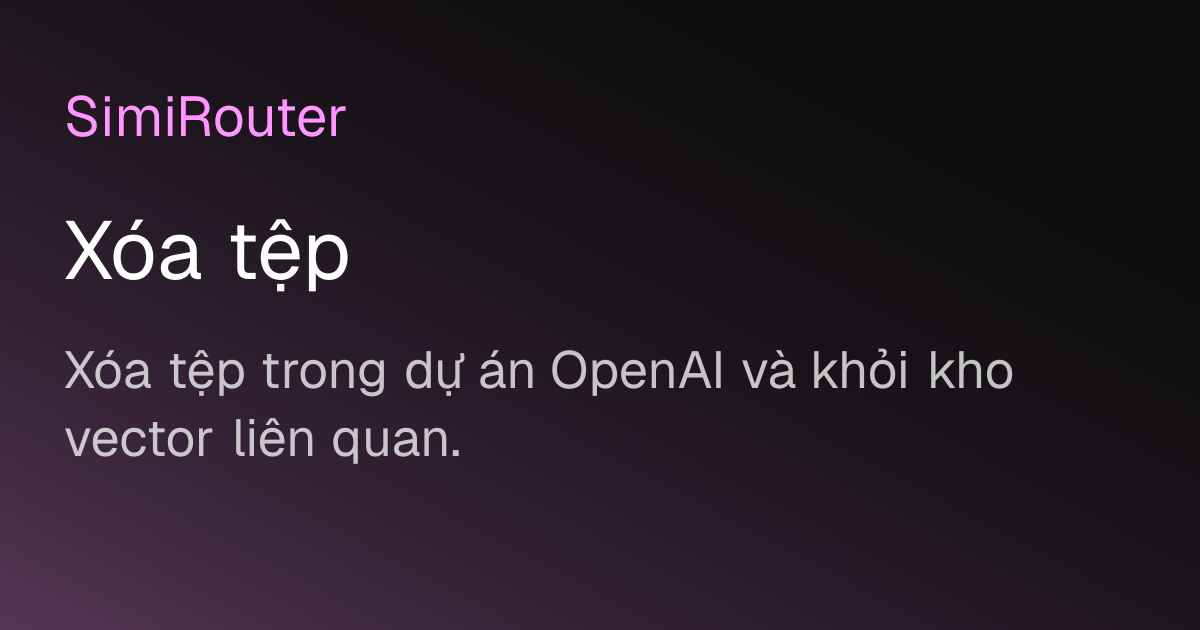 SimiRouter
Xóa tệp
Xóa tệp trong dự án OpenAI và khỏi kho
vector liên quan.